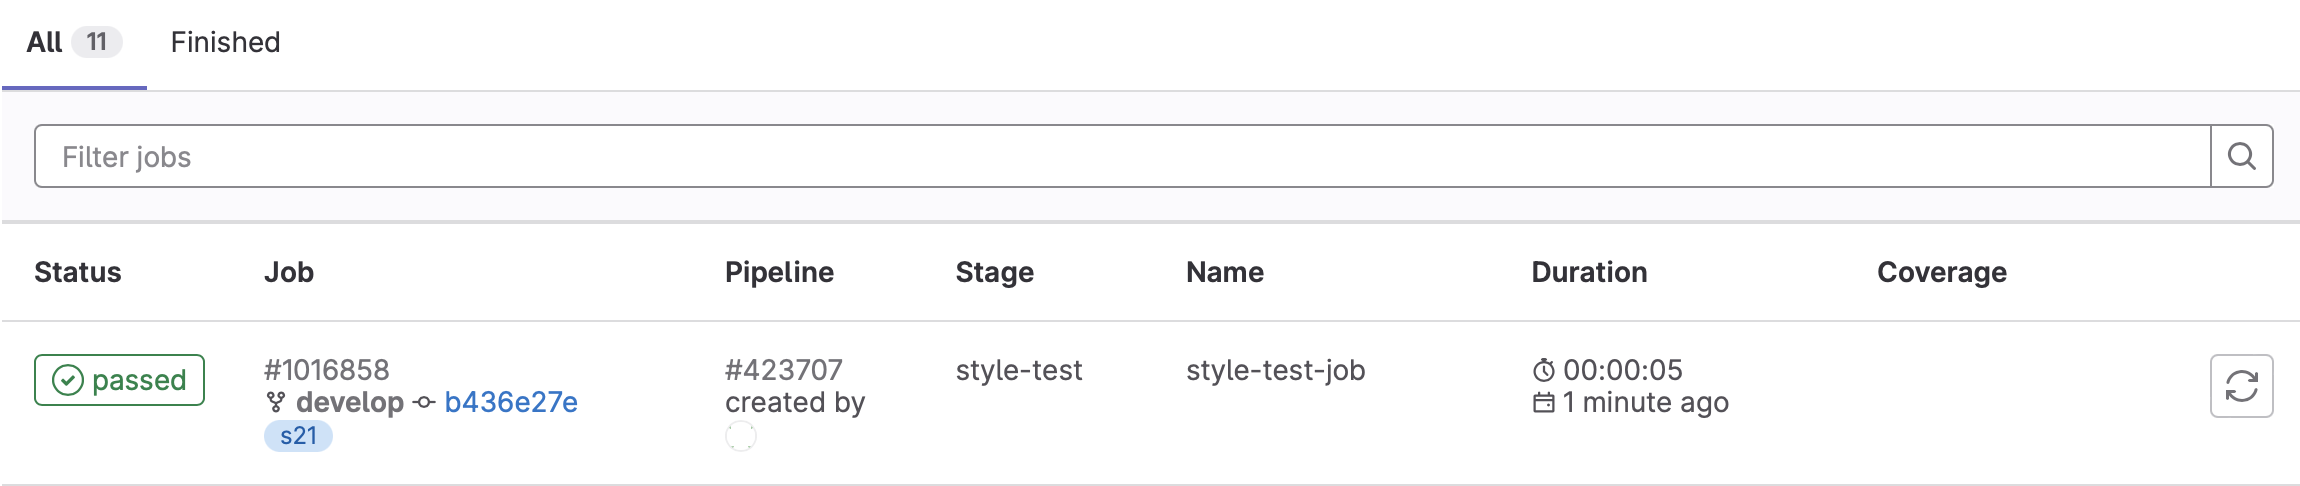 All 11 Finished
Filter jobs
Status Job Pipeline Stage Name Duration Coverage
passed #1016858 #423707 style-test style-test-job 00:00:05
develop b436e27e created by 1 minute ago
s21